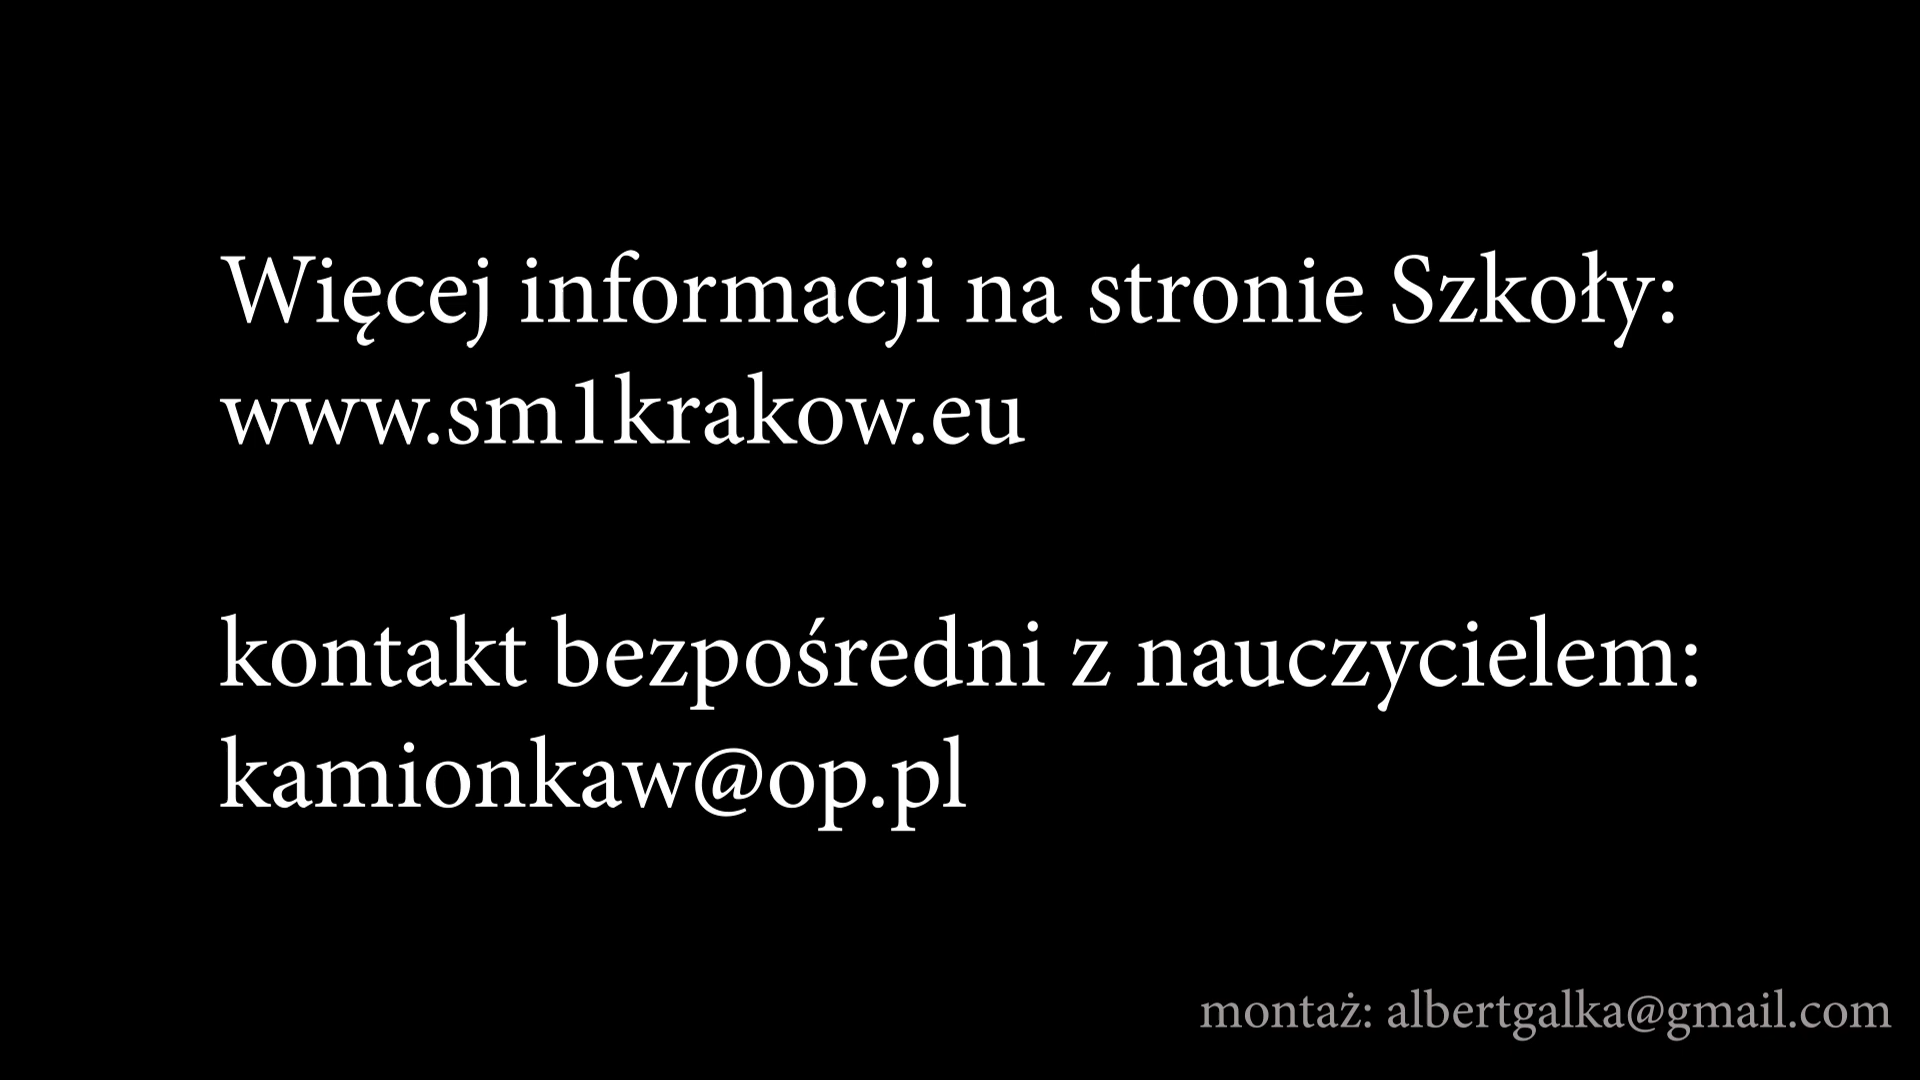 Więcej informacji na stronie Szkoły:
www.sm1krakow.eu
kontakt bezpośredni z nauczycielem:
kamionkaw@op.pl
montaż: albertgalka@gmail.com